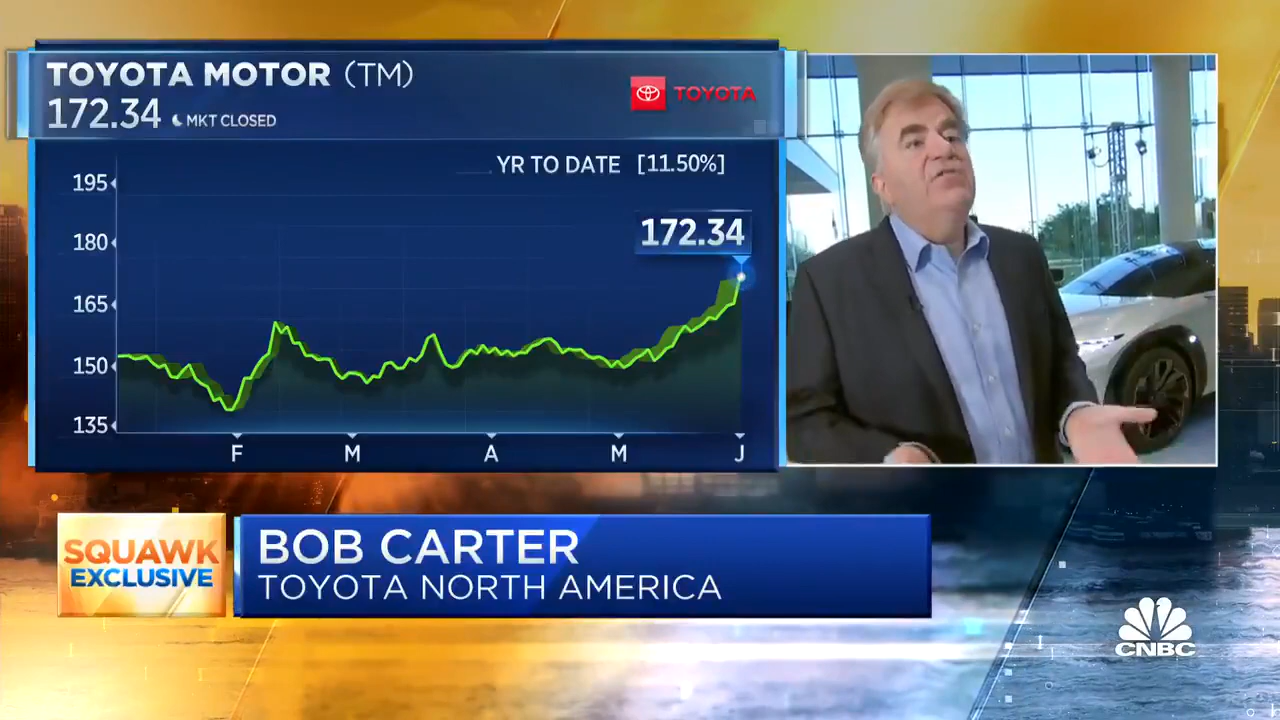 TOYOTA MOTOR (TM)
172.34 MKT CLOSED
TOYOTA
YR TO DATE [11.50%]
195
180
165
150
135
172.34
F M A M J
SQUAWK
EXCLUSIVE
BOB CARTER
TOYOTA NORTH AMERICA
CNBC